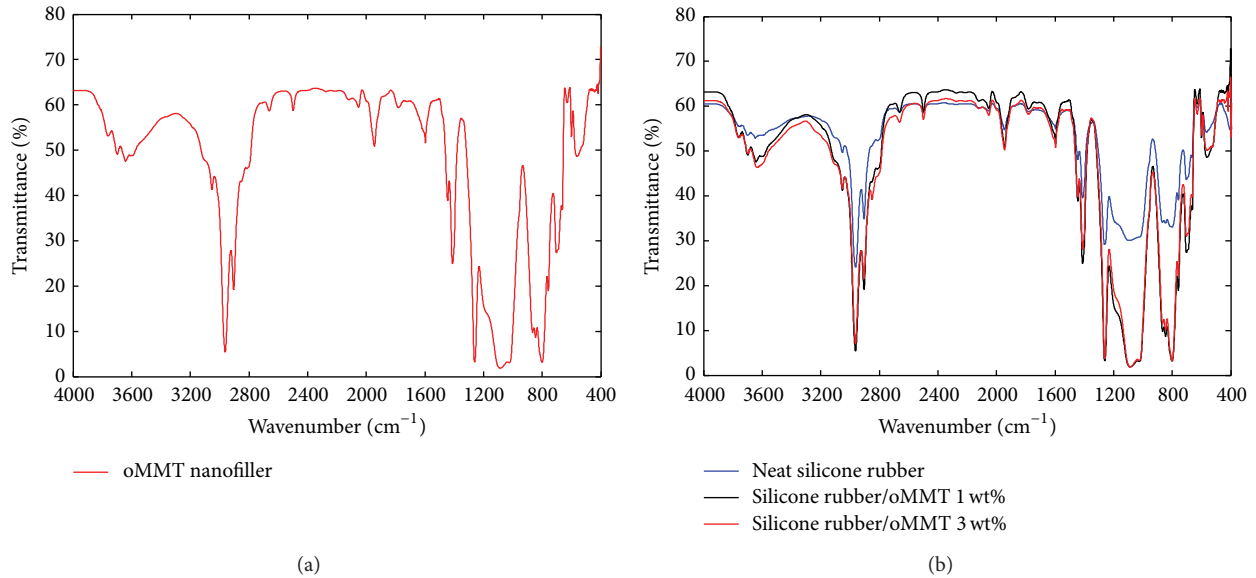 80
70
60
50
40
30
20
10
0
Transmittance (%)
4000 3600 3200 2800 2400 2000 1600 1200 800 400
Wavenumber (cm−1)
oMMT nanofiller
(a)
80
70
60
50
40
30
20
10
0
Transmittance (%)
4000 3600 3200 2800 2400 2000 1600 1200 800 400
Wavenumber (cm−1)
Neat silicone rubber
Silicone rubber/oMMT 1 wt%
Silicone rubber/oMMT 3 wt%
(b)